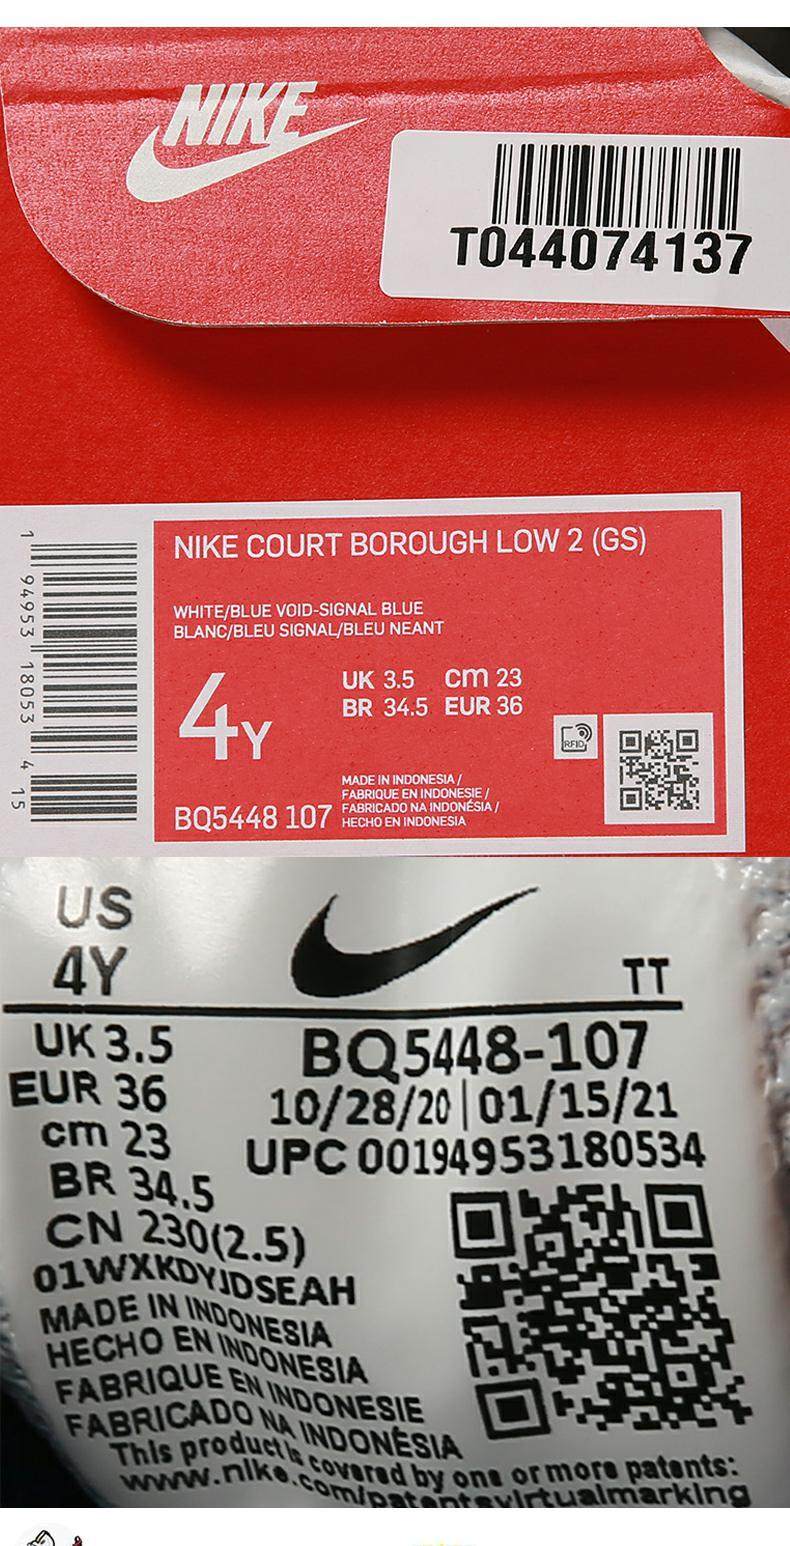 NIKE
T044074137
1 94953 18053 4 15
NIKE COURT BOROUGH LOW 2 (GS)
WHITE/BLUE VOID-SIGNAL BLUE
BLANC/BLEU SIGNAL/BLEU NEANT
4Y
UK 3.5 cm 23
BR 34.5 EUR 36
RFID
BQ5448 107
MADE IN INDONESIA /
FABRIQUE EN INDONESIE /
FABRICADO NA INDONÉSIA /
HECHO EN INDONESIA
US
4Y
TT
UK 3.5
EUR 36
cm 23
BR 34.5
CN 230(2.5)
BQ5448-107
10/28/20 | 01/15/21
UPC 00194953180534
01WXKDYJDSEAH
MADE IN INDONESIA
HECHO EN INDONESIA
FABRIQUE EN INDONESIE
FABRICADO NA INDONÉSIA
This product is covered by one or more patents:
www.nike.com/patentsvirtualmarking